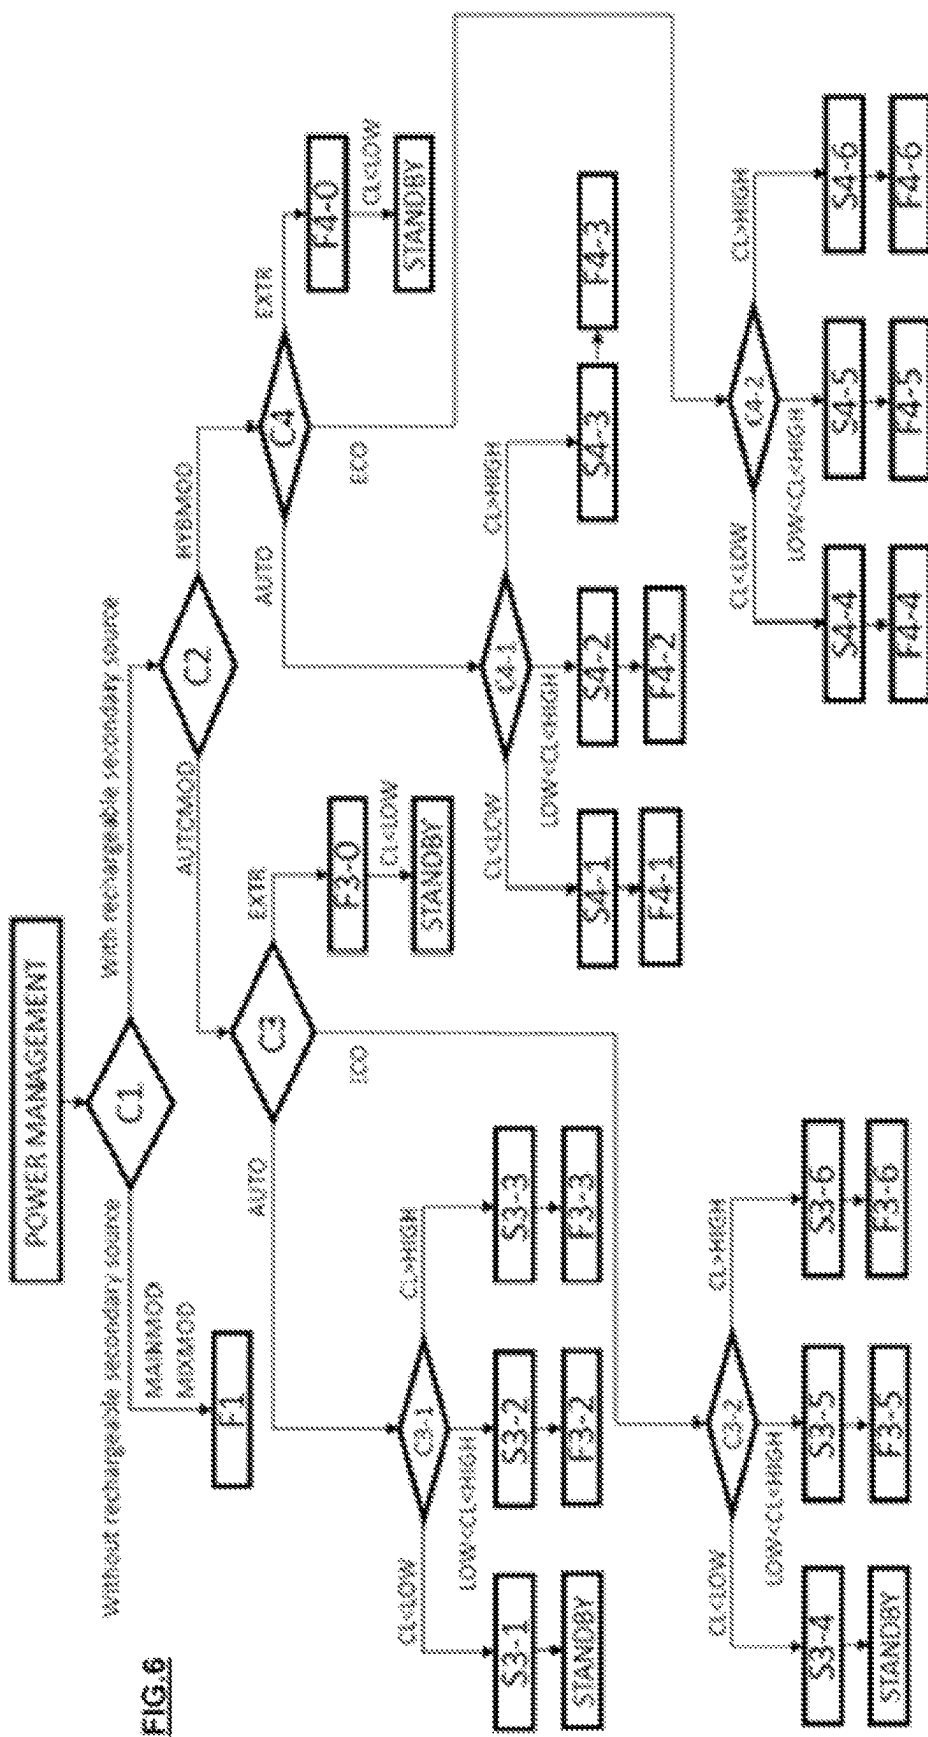 FIG.6
POWER MANAGEMENT
C1
Without rechargeable secondary source
With rechargeable secondary source
MAINMOD
MIXMOD
F1
C2
AUTOMOD
HYBMOD
C3
AUTO
EXTR
ECO
F3-0
CL<LOW
STANDBY
C4
AUTO
EXTR
ECO
F4-0
CL<LOW
STANDBY
C3-1
CL<LOW
LOW<CL<HIGH
CL>HIGH
S3-1
S3-2
S3-3
STANDBY
F3-2
F3-3
C4-1
CL<LOW
LOW<CL<HIGH
CL>HIGH
S4-1
S4-2
S4-3
F4-3
F4-1
F4-2
C3-2
CL<LOW
LOW<CL<HIGH
CL>HIGH
S3-4
S3-5
S3-6
STANDBY
F3-5
F3-6
C4-2
CL<LOW
LOW<CL<HIGH
CL>HIGH
S4-4
S4-5
S4-6
F4-4
F4-5
F4-6